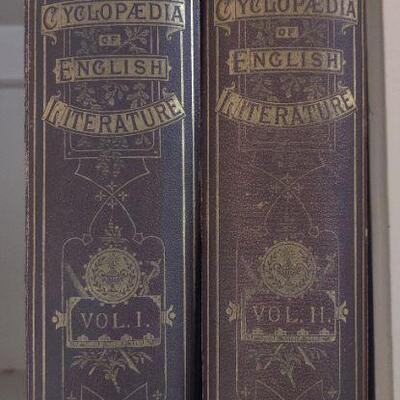 CYCLOPÆDIA
OF
ENGLISH
LITERATURE
VOL. I.
CYCLOPÆDIA
OF
ENGLISH
LITERATURE
VOL. II.